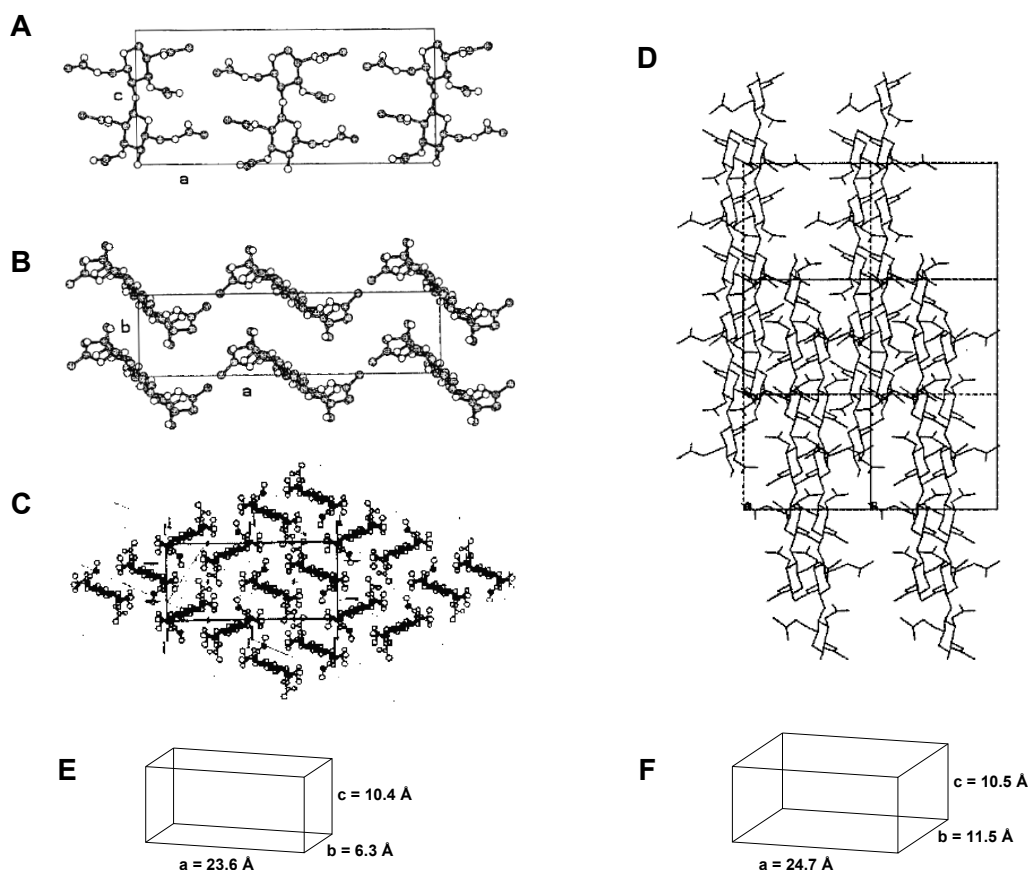 A
c
a
B
b
a
C
D
E
c = 10.4 Å
b = 6.3 Å
a = 23.6 Å
F
c = 10.5 Å
b = 11.5 Å
a = 24.7 Å